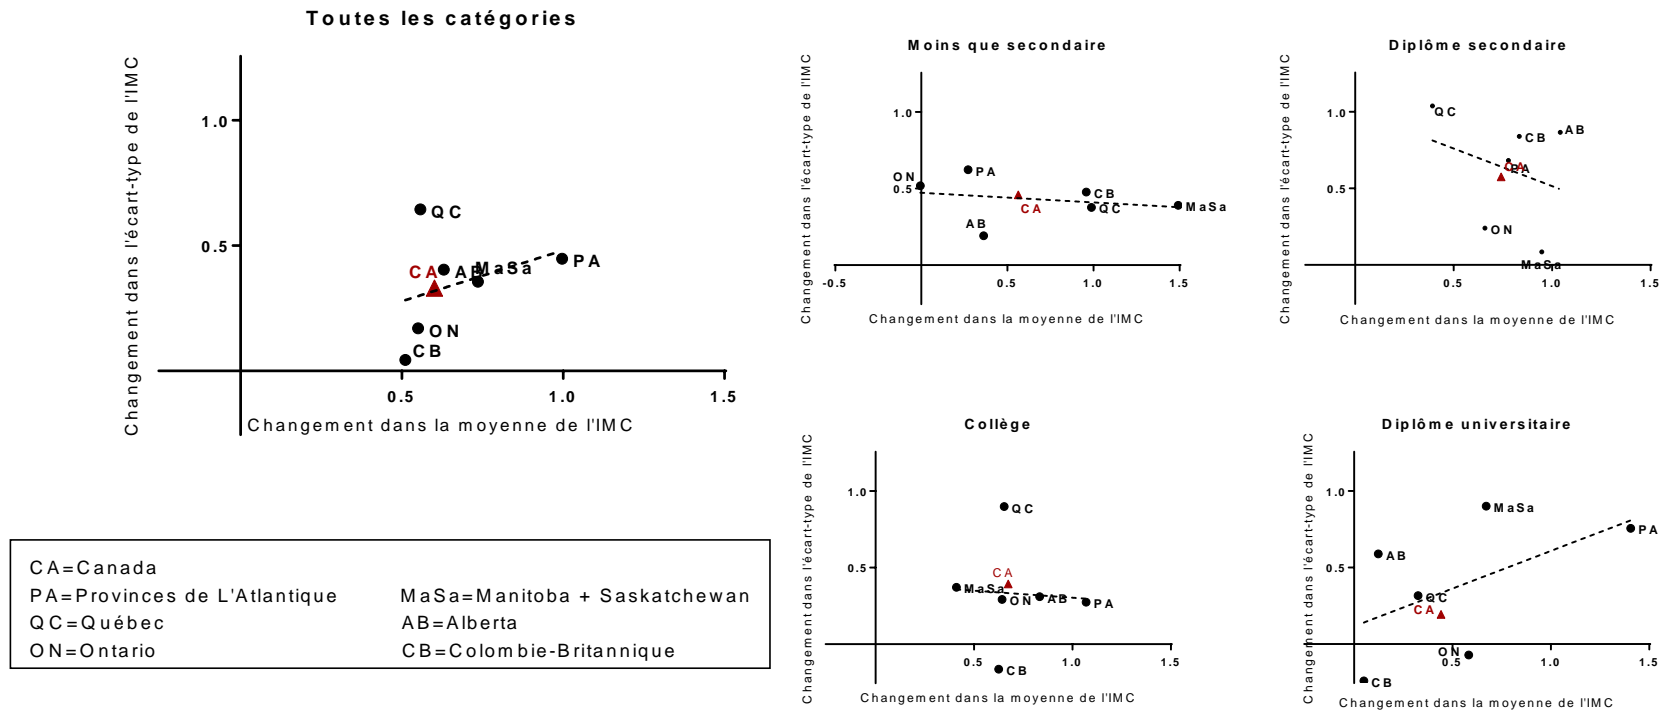 Toutes les catégories
Changement dans l'écart-type de l'IMC
1.0
0.5
QC
CA
AB
MaSa
PA
ON
CB
0.5
1.0
1.5
Changement dans la moyenne de l'IMC
Moins que secondaire
Changement dans l'écart-type de l'IMC
1.0
0.5
ON
PA
CA
CB
QC
MaSa
AB
-0.5
0.5
1.0
1.5
Changement dans la moyenne de l'IMC
Diplôme secondaire
Changement dans l'écart-type de l'IMC
1.0
0.5
QC
CB
AB
CA
PA
ON
MaSa
0.5
1.0
1.5
Changement dans la moyenne de l'IMC
Collège
Changement dans l'écart-type de l'IMC
1.0
0.5
QC
CA
MaSa
ON
AB
PA
CB
0.5
1.0
1.5
Changement dans la moyenne de l'IMC
Diplôme universitaire
Changement dans l'écart-type de l'IMC
1.0
0.5
MaSa
PA
AB
QC
CA
ON
CB
0.5
1.0
1.5
Changement dans la moyenne de l'IMC
CA=Canada
PA=Provinces de L'Atlantique MaSa=Manitoba + Saskatchewan
QC=Québec AB=Alberta
ON=Ontario CB=Colombie-Britannique